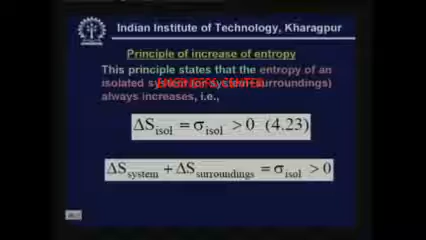 Indian Institute of Technology, Kharagpur
Principle of increase of entropy
This principle states that the entropy of an
isolated system surroundings)
always increases, i.e.,
ΔS_isol = σ_isol > 0 (4.23)
ΔS_system + ΔS_surroundings = σ_isol > 0